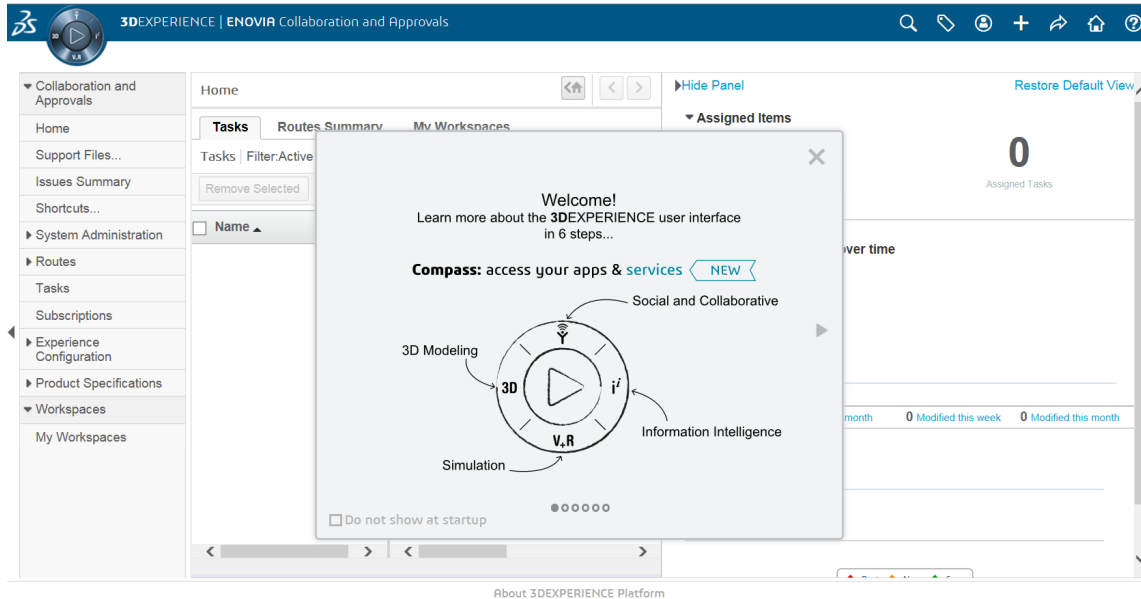 3DEXPERIENCE | ENOVIA Collaboration and Approvals
3D
V.R
Collaboration and
Approvals
Home
Support Files...
Issues Summary
Shortcuts...
System Administration
Routes
Tasks
Subscriptions
Experience
Configuration
Product Specifications
Workspaces
My Workspaces
Home
Tasks Routes Summary My Workspaces
Tasks | Filter:Active
Remove Selected
Name
Hide Panel
Restore Default View
Assigned Items
0
Assigned Tasks
over time
month
0 Modified this week
0 Modified this month
Welcome!
Learn more about the 3DEXPERIENCE user interface
in 6 steps...
Compass: access your apps & services NEW
Social and Collaborative
3D Modeling
3D
i i
V+R
Information Intelligence
Simulation
Do not show at startup
About 3DEXPERIENCE Platform